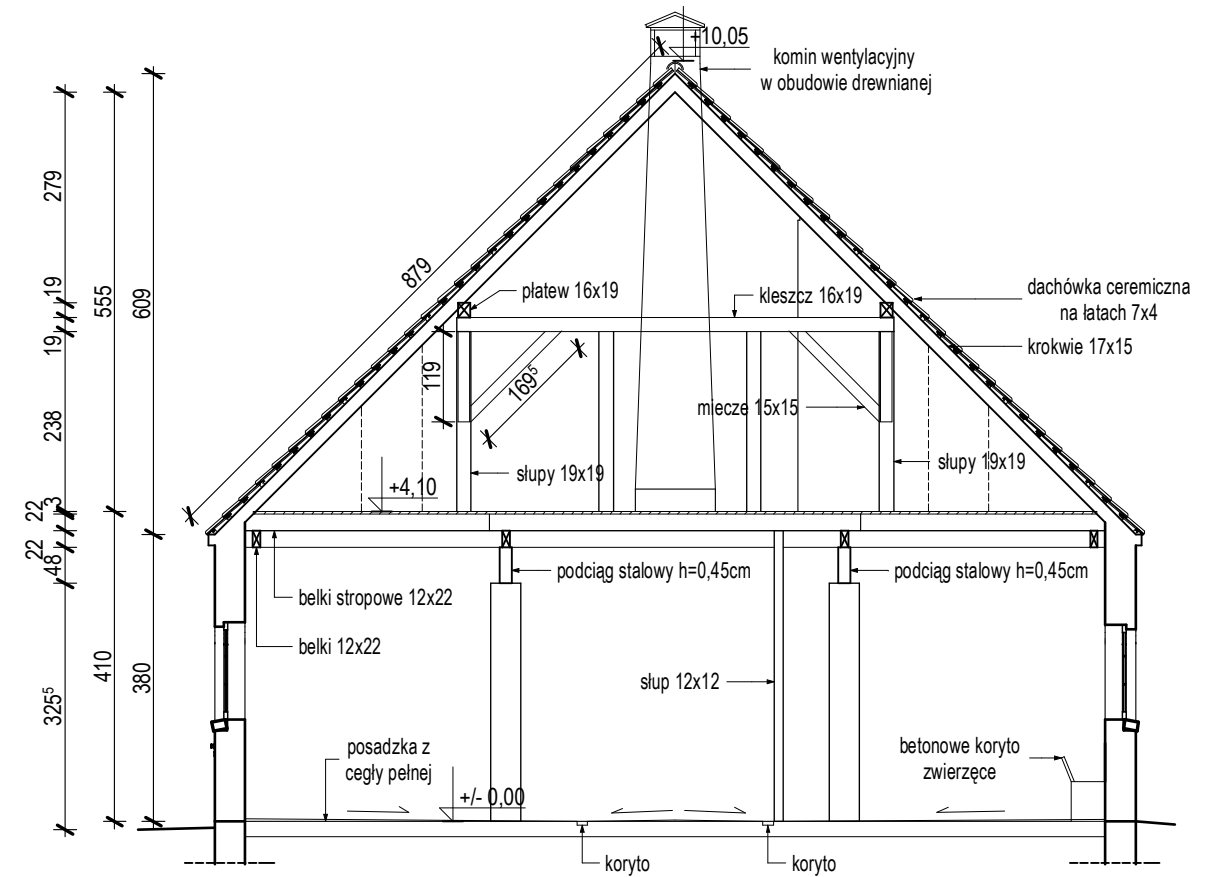 +10,05
komin wentylacyjny
w obudowie drewnianej
279
19
19
238
3
22
22
48
325⁵
555
410
609
380
879
płatew 16x19
kleszcz 16x19
dachówka ceramiczna
na łatach 7x4
krokwie 17x15
119
169⁵
miecze 15x15
słupy 19x19
słupy 19x19
+4,10
podciąg stalowy h=0,45cm
podciąg stalowy h=0,45cm
belki stropowe 12x22
belki 12x22
słup 12x12
posadzka z
cegły pełnej
betonowe koryto
zwierzęce
+/- 0,00
koryto
koryto